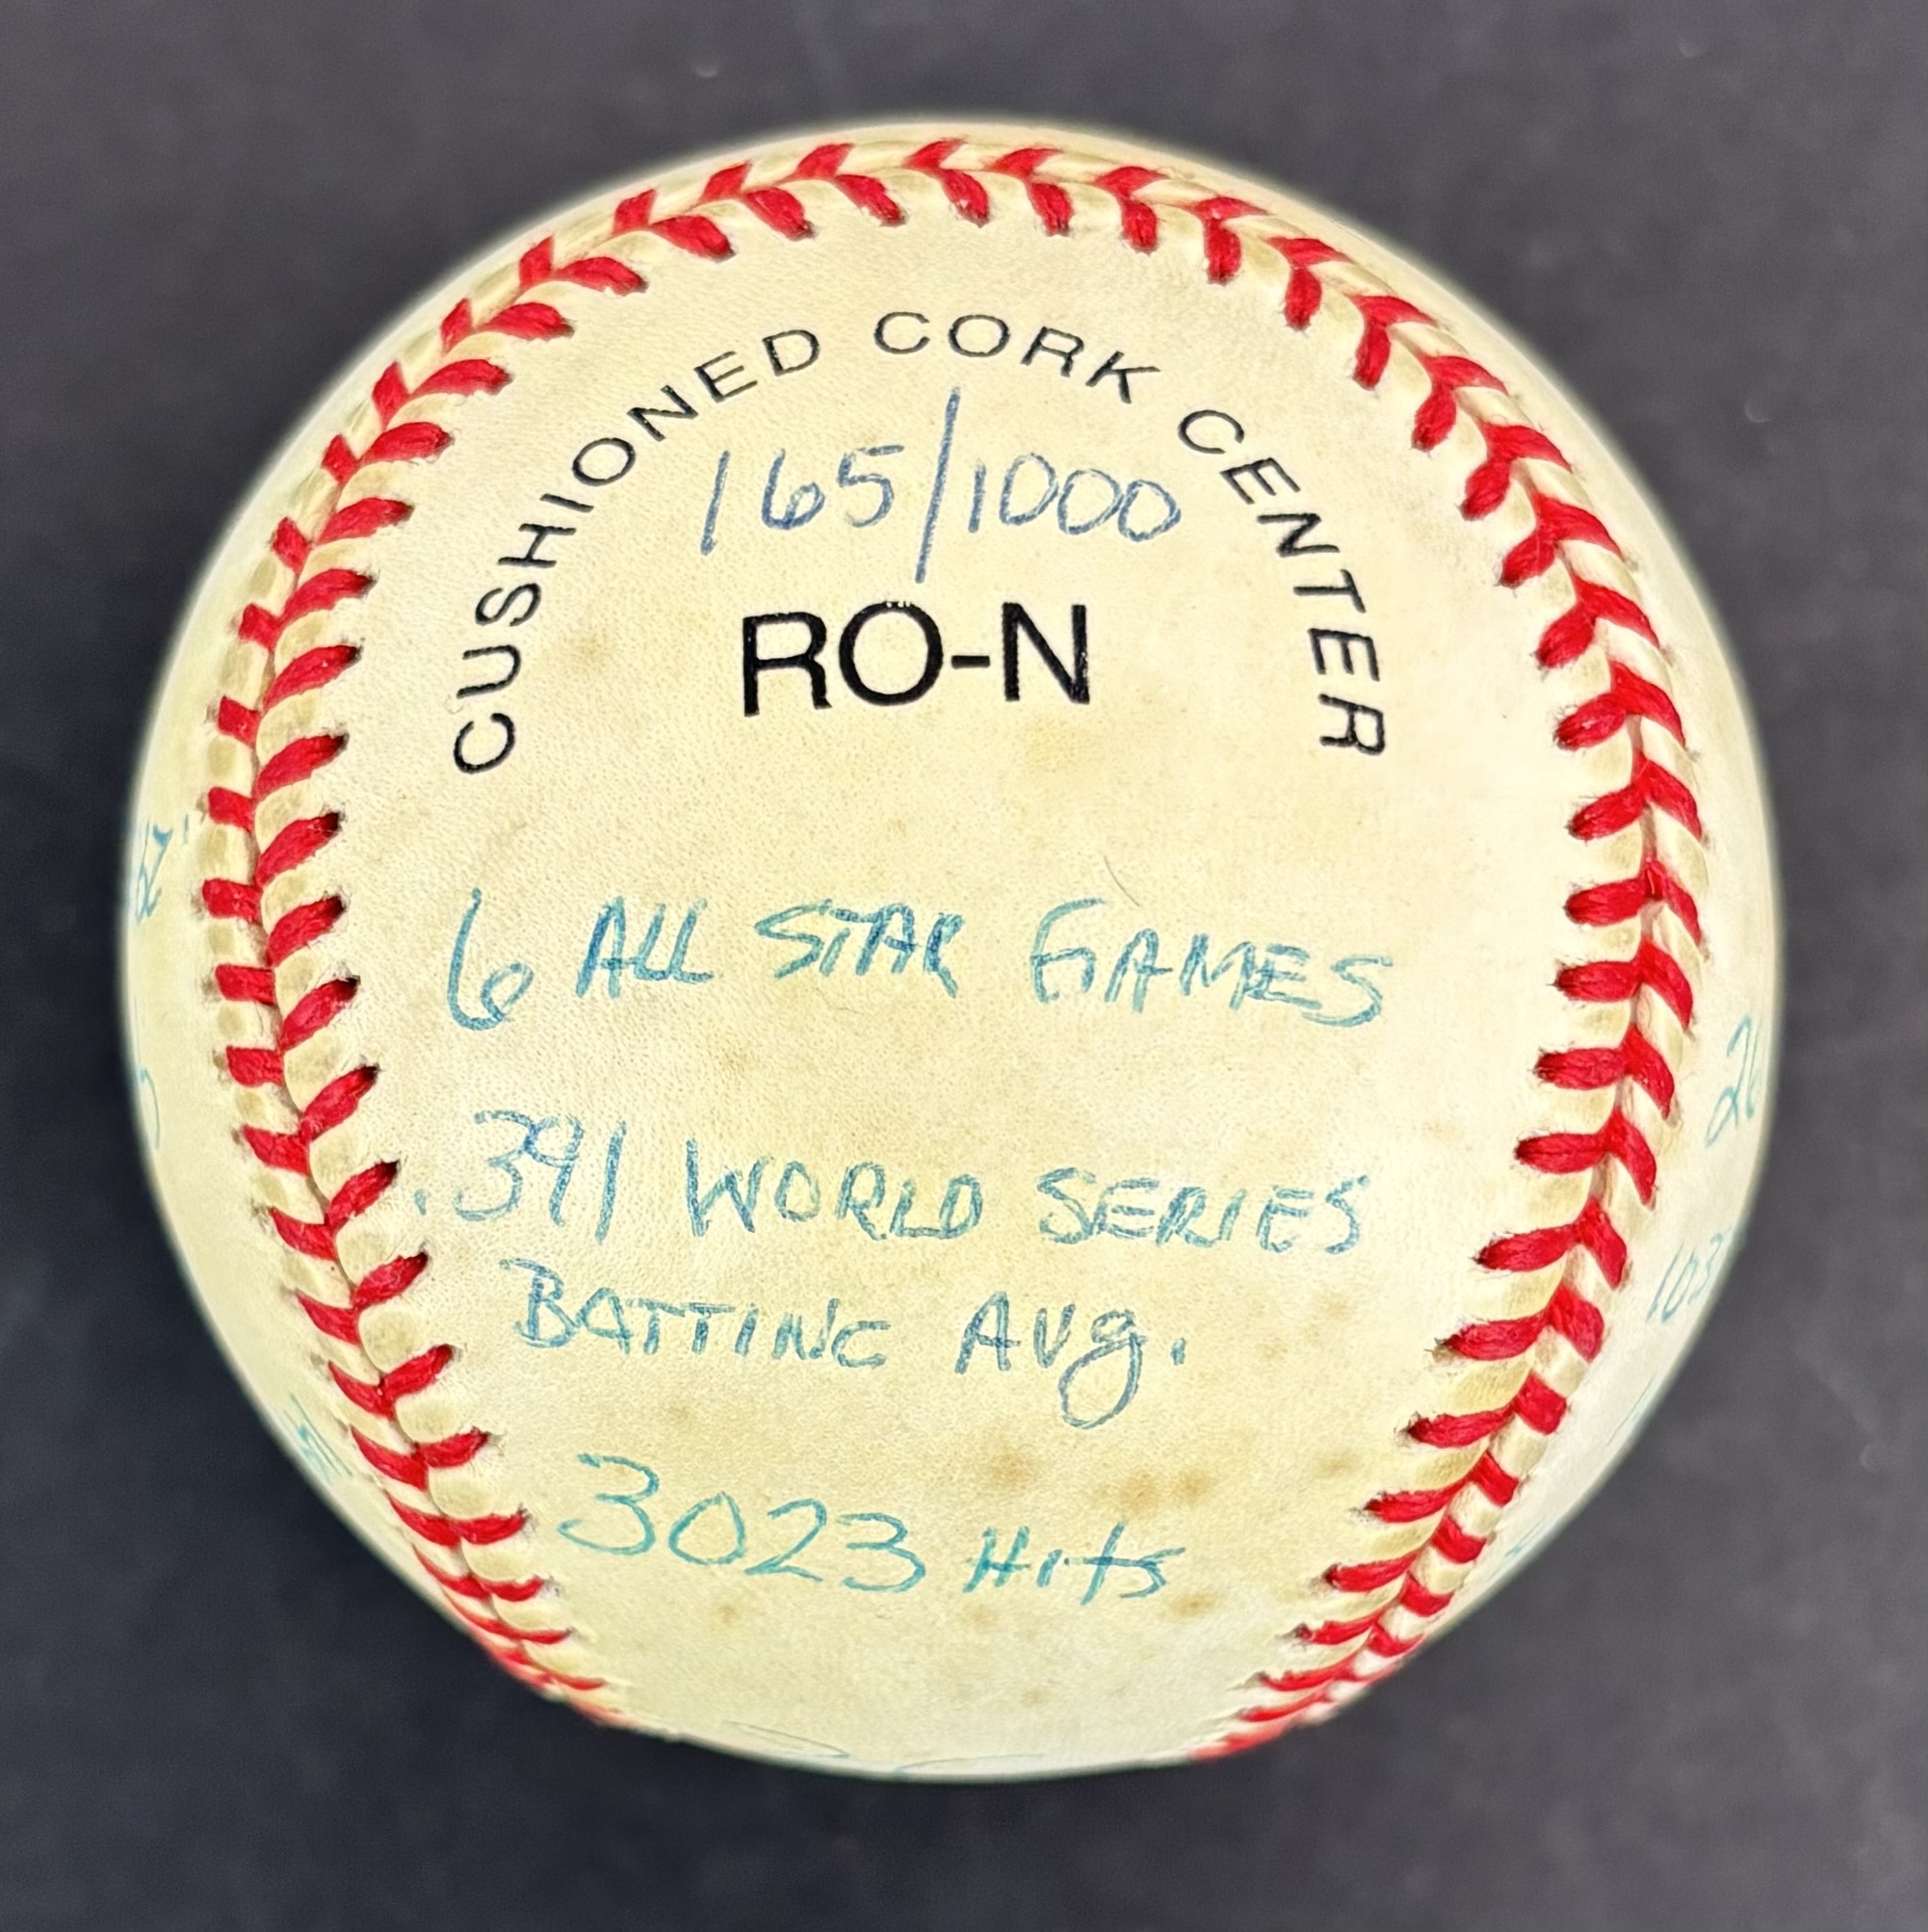 CUSHIONED CORK CENTER
165/1000
RO-N
6 ALL STAR GAMES
.391 WORLD SERIES
BATTING AVg.
3023 Hits